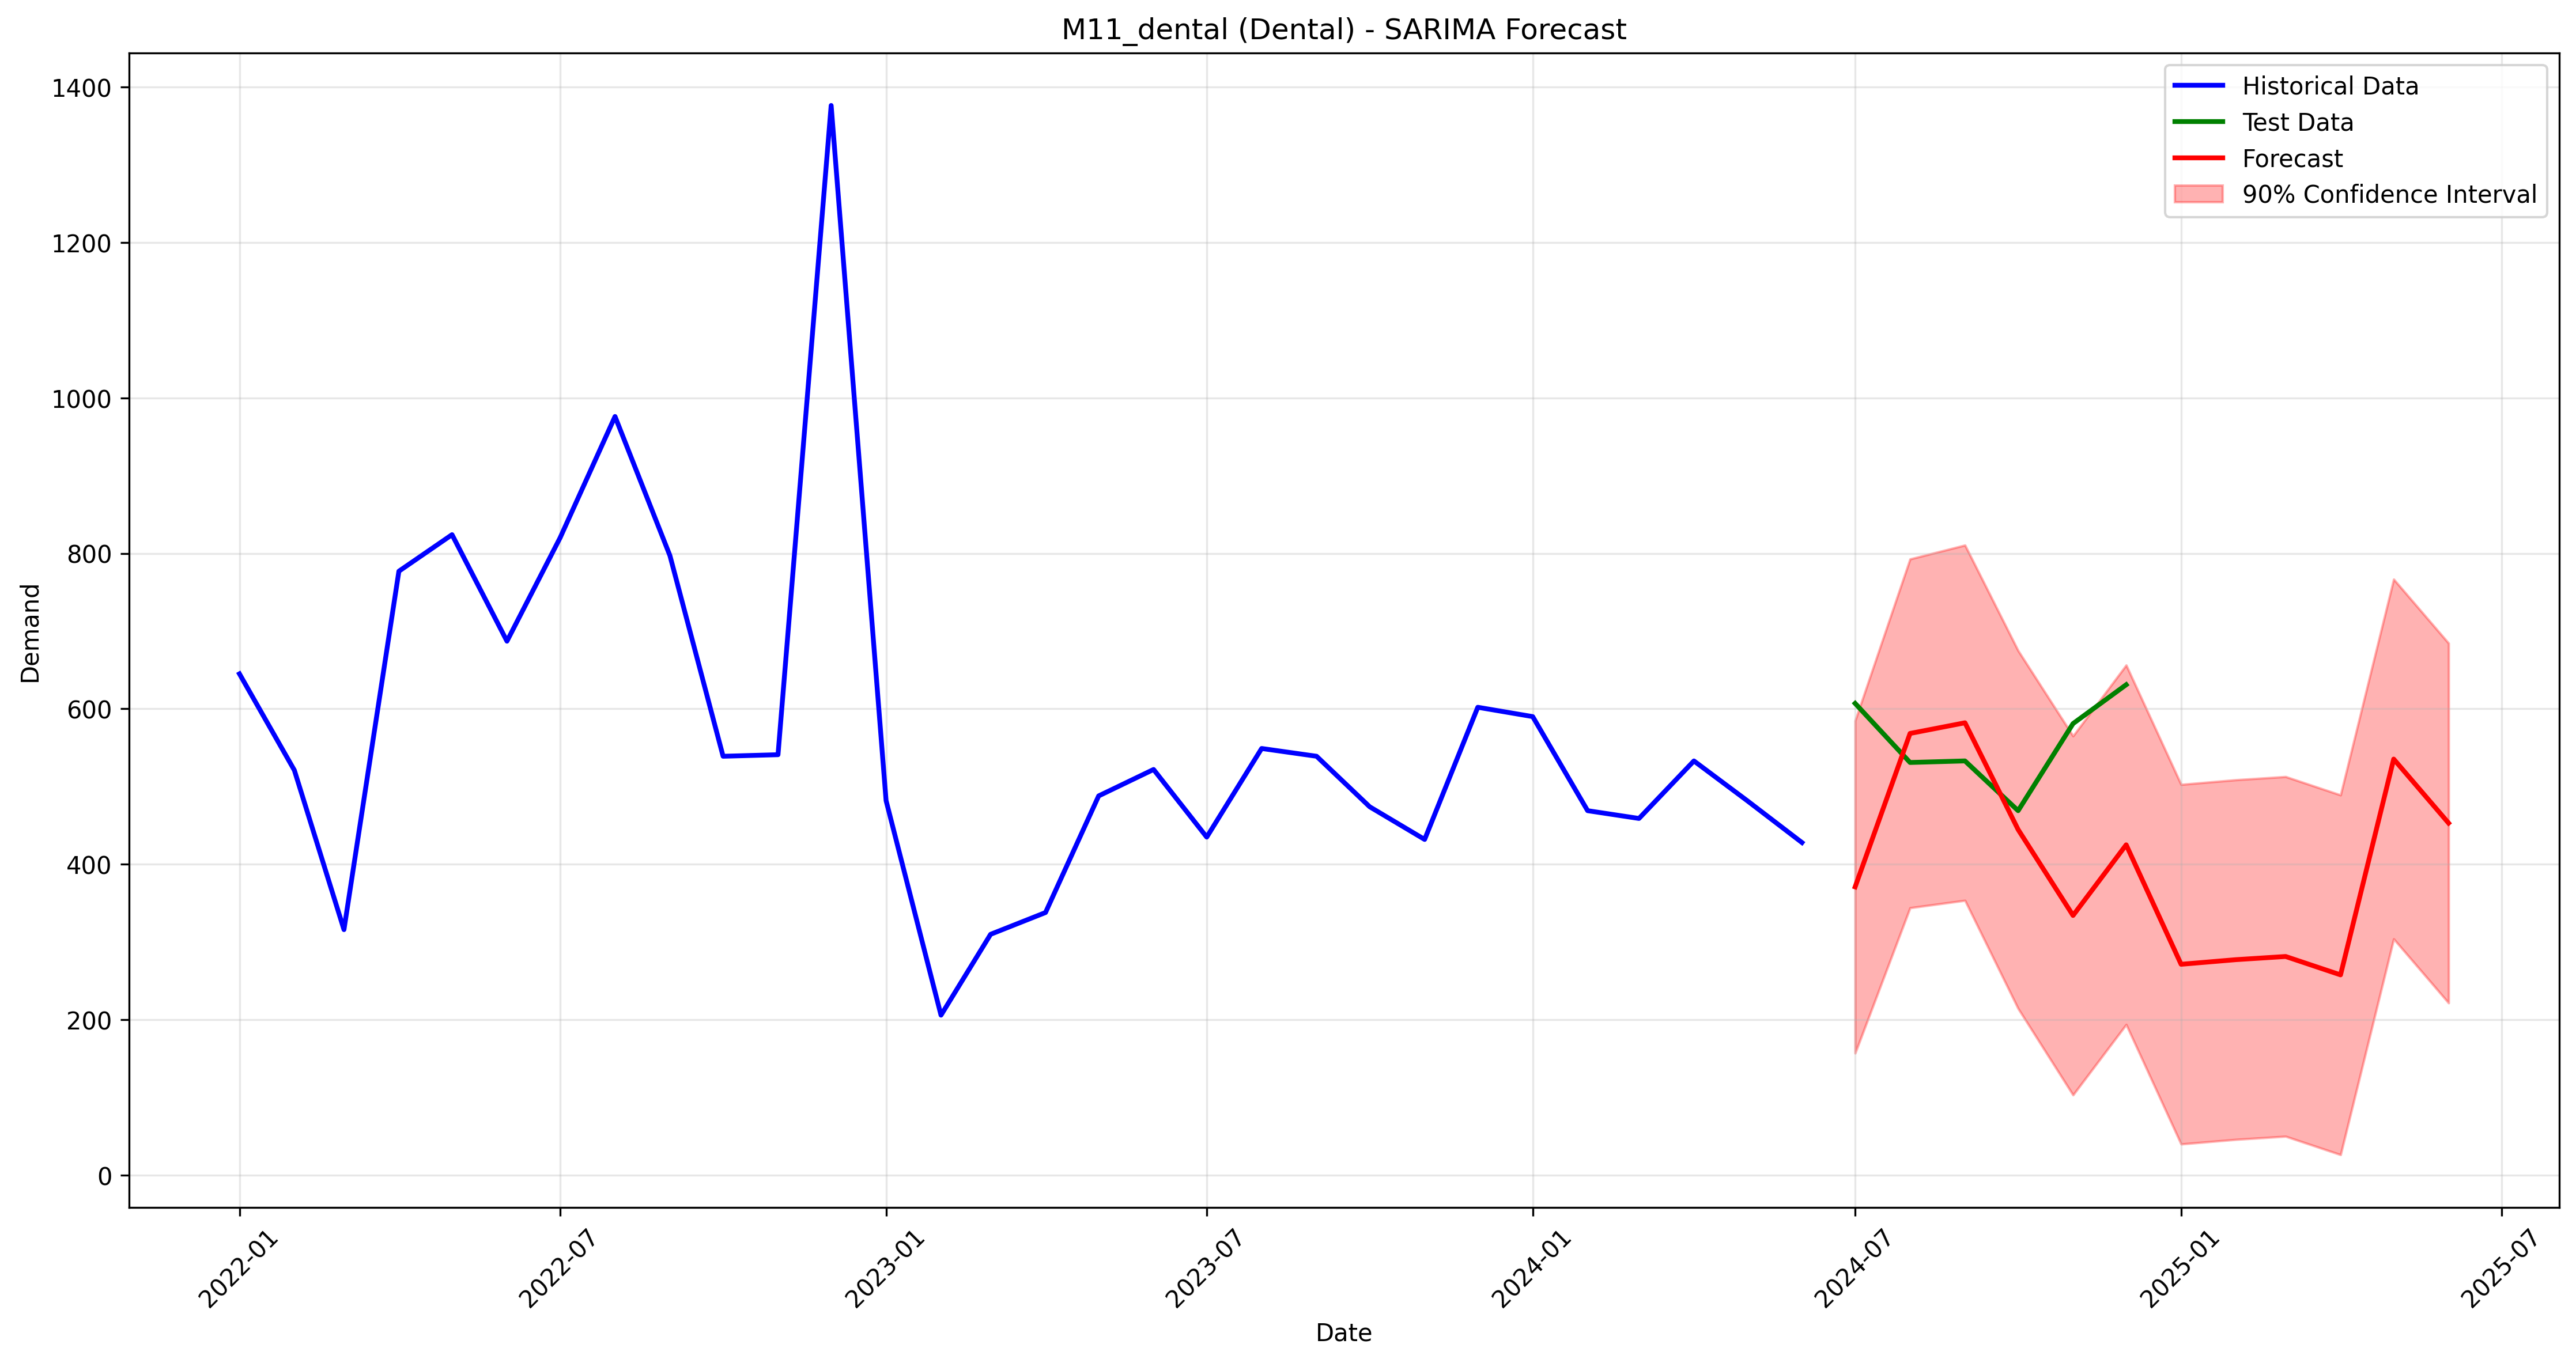 M11_dental (Dental) - SARIMA Forecast
Historical Data
Test Data
Forecast
90% Confidence Interval
Demand
1400
1200
1000
800
600
400
200
0
2022-01
2022-07
2023-01
2023-07
2024-01
2024-07
2025-01
2025-07
Date